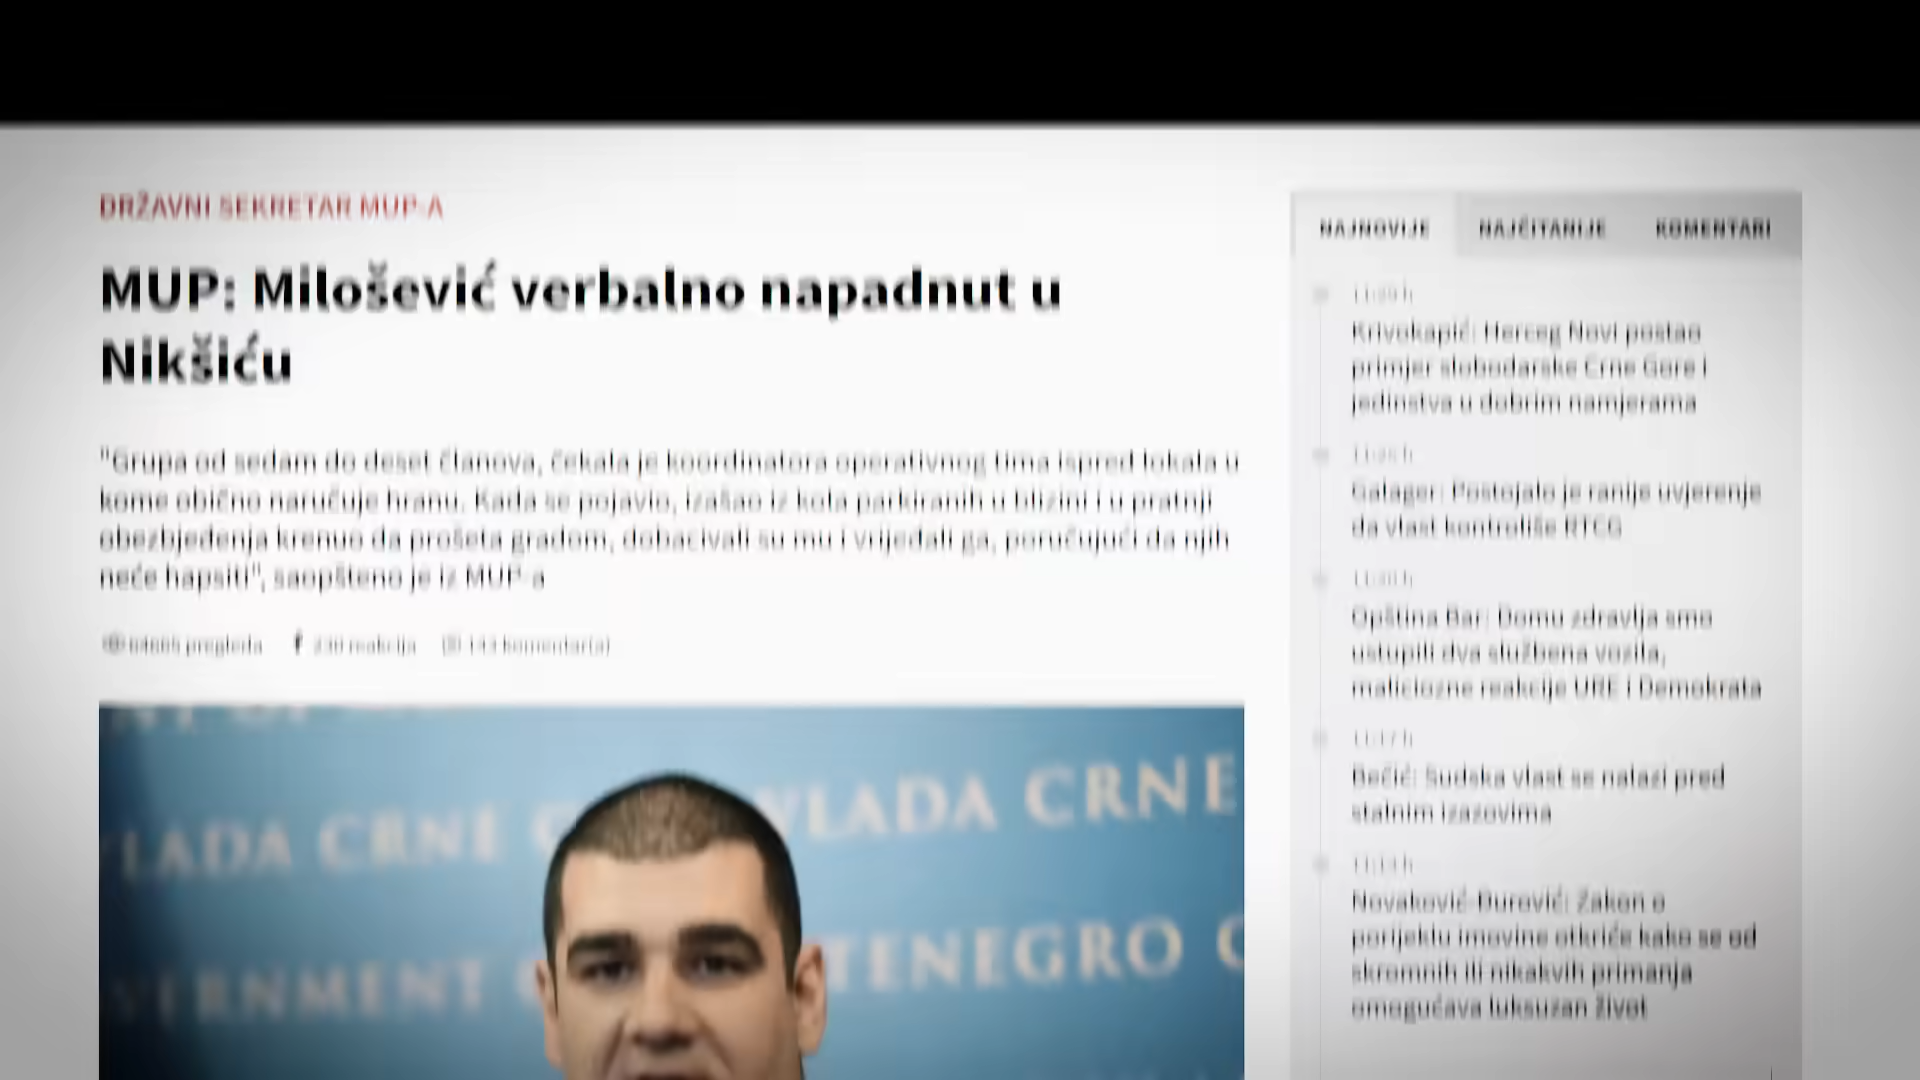 DRŽAVNI SEKRETAR MUP-A
MUP: Milošević verbalno napadnut u
Nikšiću
"Grupa od sedam do deset članova, čekala je koordinatora operativnog tima ispred lokala u
kome obično naručuje hranu. Kada se pojavio, izašao iz kola parkiranih u blizini i u pratnji
obezbjeđenja krenuo da prošeta gradom, dobacivali su mu i vrijeđali ga, poručujući da njih
neće hapsiti", saopšteno je iz MUP-a
pregleda reakcija komentar(a)
VLADA CRNE VLADA CRNE
VERNMENT TENEGRO
NAJNOVIJE NAJČITANIJE KOMENTARI
Krivokapić: Herceg Novi postao
primjer slobodarske Crne Gore i
jedinstva u dobrim namjerama
Galager: Postojalo je ranije uvjerenje
da vlast kontroliše RTCG
Opština Bar: Domu zdravlja smo
ustupili dva službena vozila,
maliciozne reakcije URE i Demokrata
11:17 h
Bečić: Sudska vlast se nalazi pred
stalnim izazovima
Novaković-Đurović: Zakon o
porijeklu imovine otkriće kako se od
skromnih ili nikakvih primanja
omogućava luksuzan život